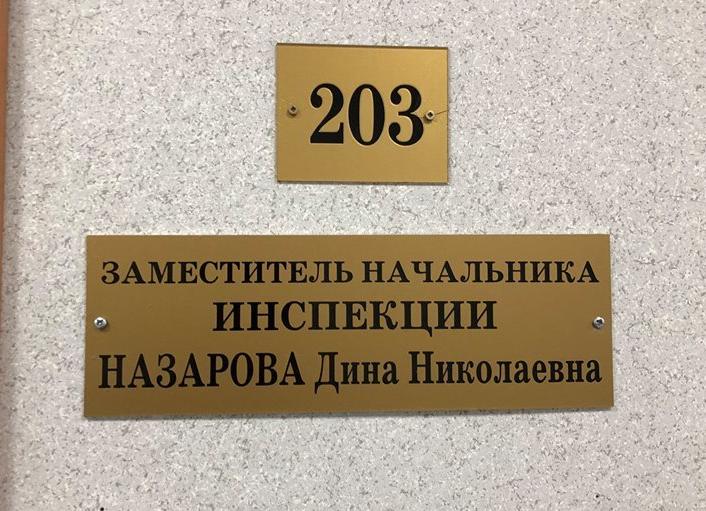 203
ЗАМЕСТИТЕЛЬ НАЧАЛЬНИКА
ИНСПЕКЦИИ
НАЗАРОВА Дина Николаевна